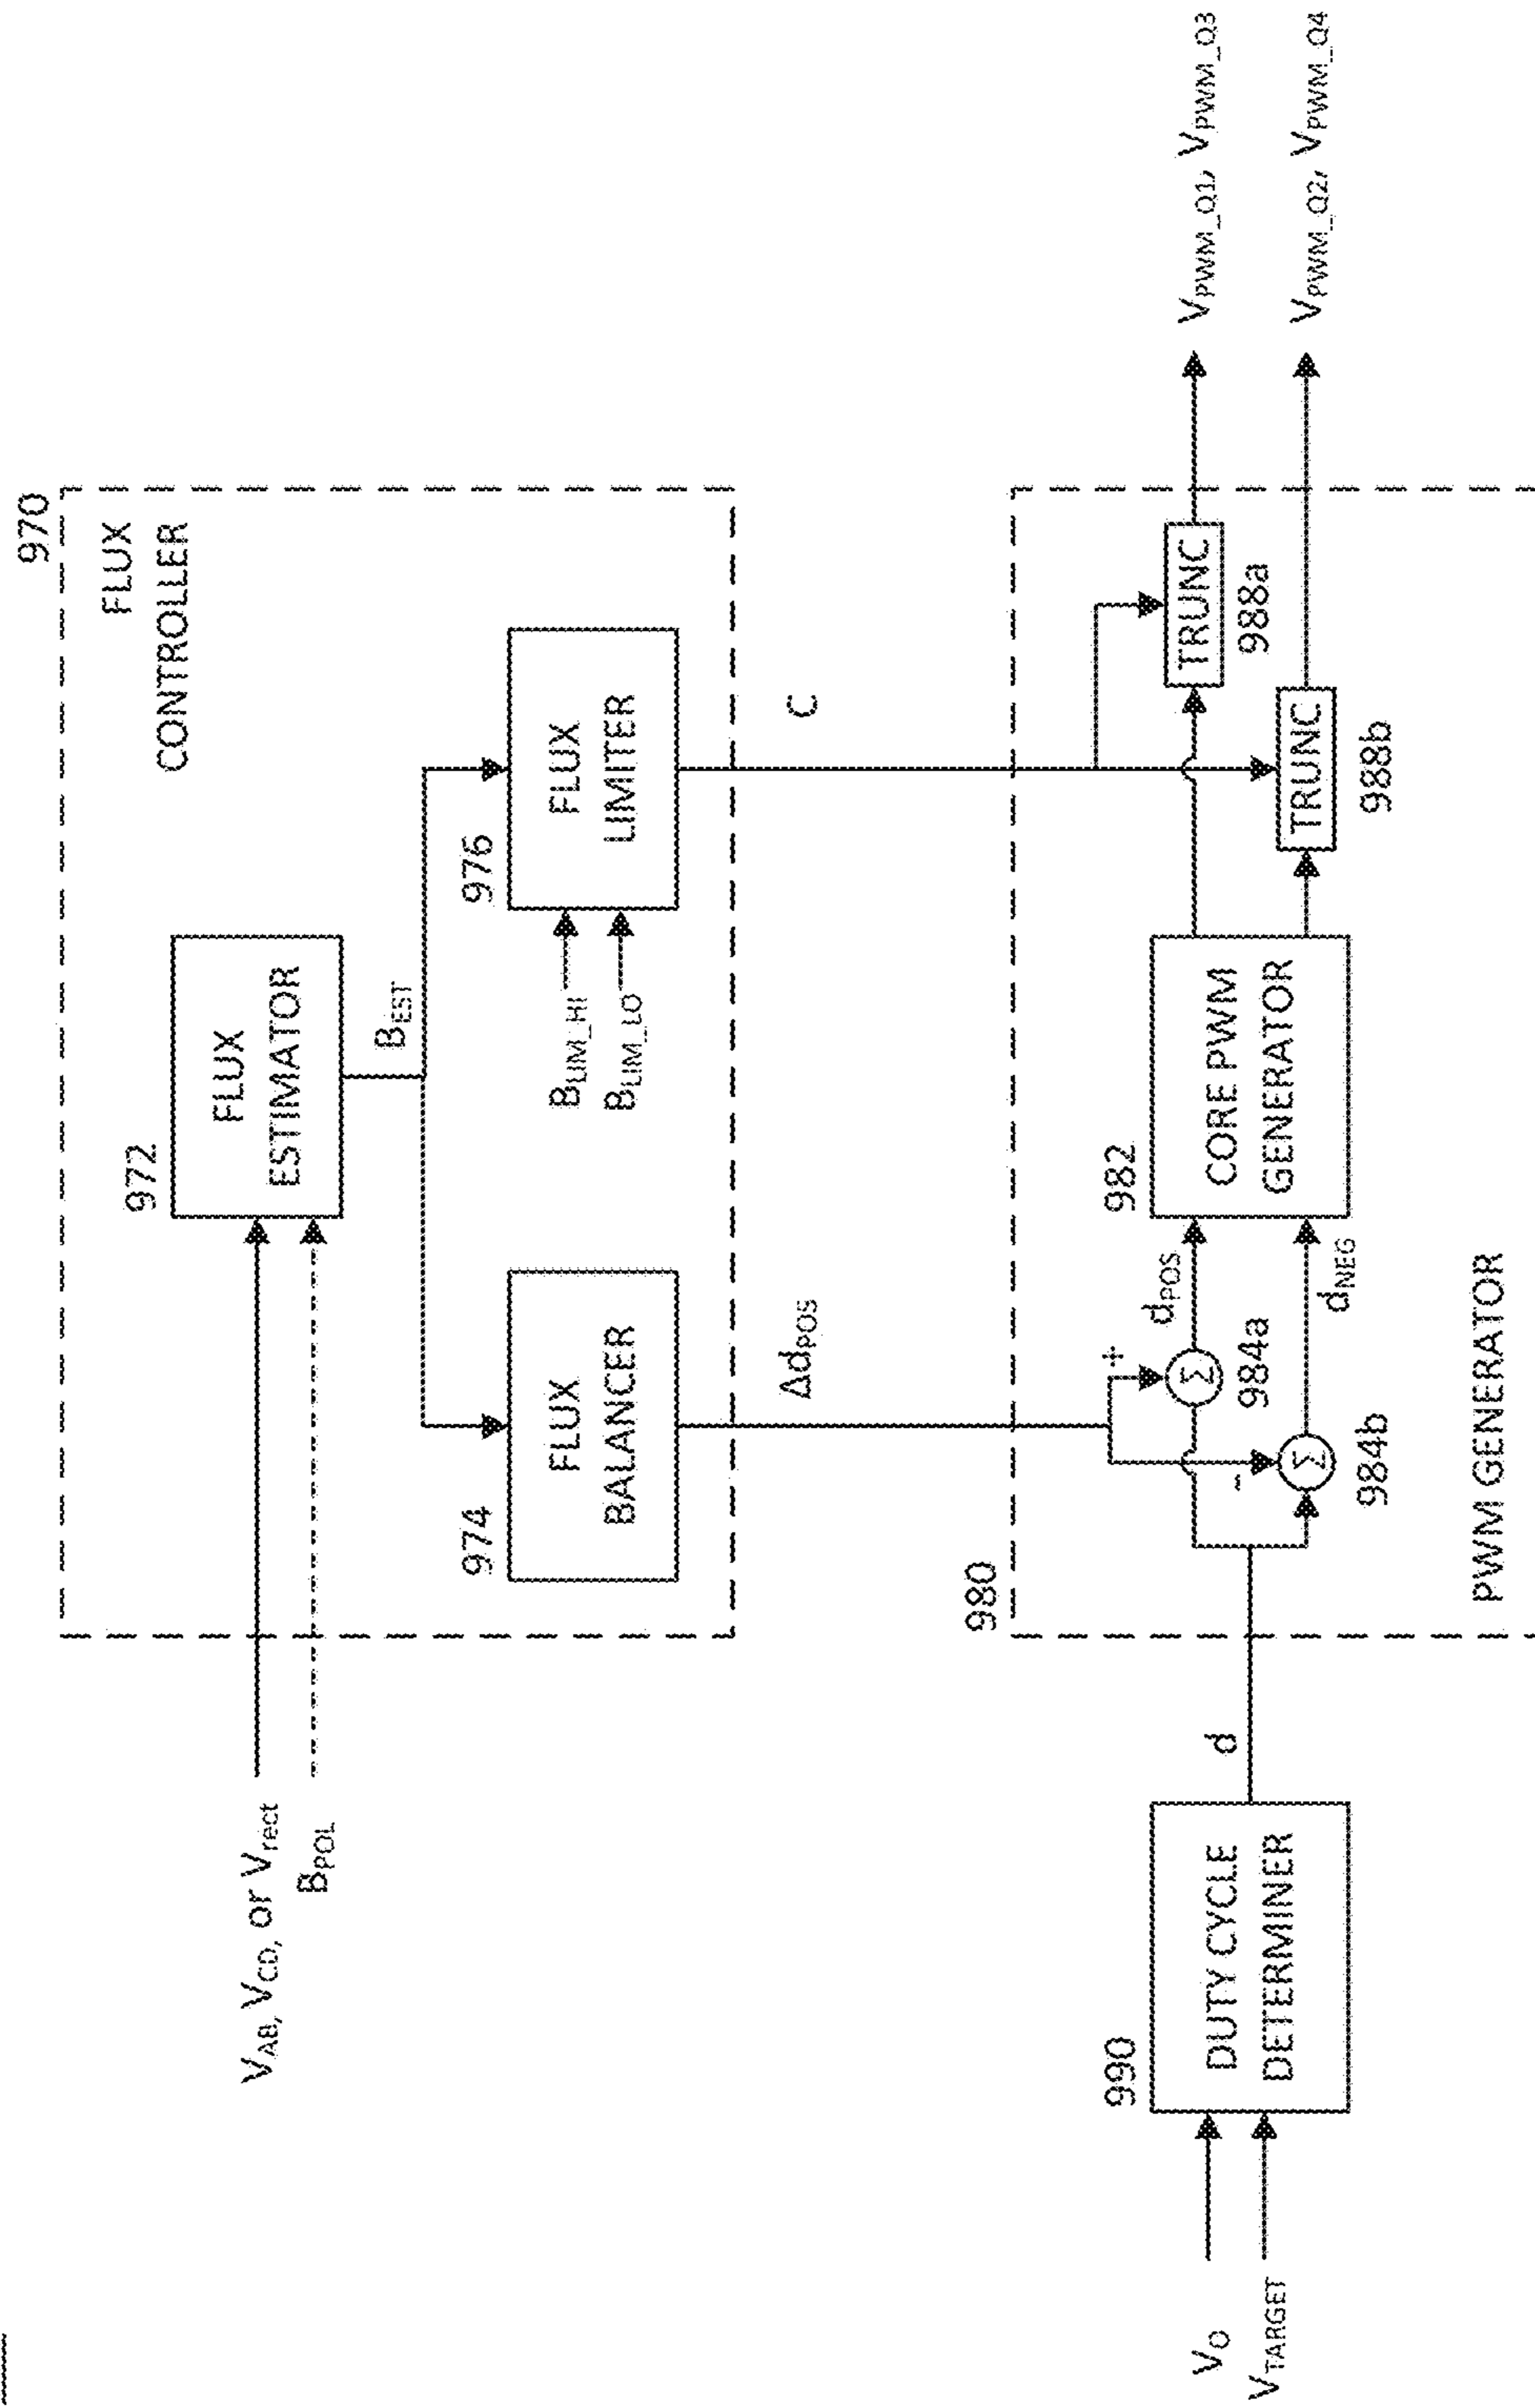 970
FLUX
CONTROLLER
972
FLUX
ESTIMATOR
V_AB, V_CD, or V_rect
B_POL
B_EST
974
FLUX
BALANCER
976
FLUX
LIMITER
B_LIM_HI
B_LIM_LO
Δd_POS
C
980
990
DUTY CYCLE
DETERMINER
V_O
V_TARGET
d
+
-
Σ
984a
Σ
984b
d_POS
d_NEG
982
CORE PWM
GENERATOR
TRUNC
988a
TRUNC
988b
V_PWM_Q1, V_PWM_Q3
V_PWM_Q2, V_PWM_Q4
PWM GENERATOR